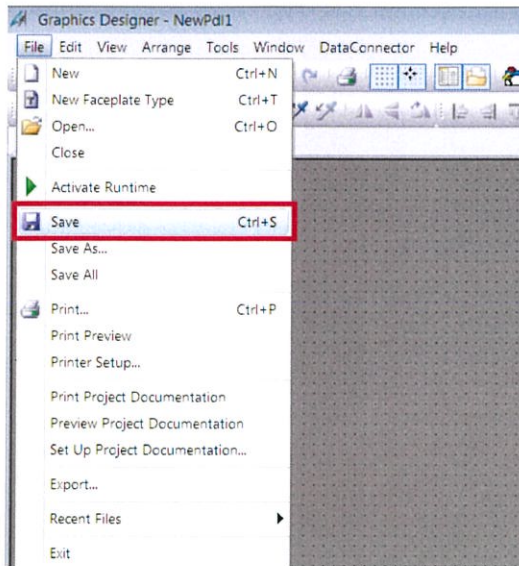 Graphics Designer - NewPdl1
File Edit View Arrange Tools Window DataConnector Help
New Ctrl+N
New Faceplate Type Ctrl+T
Open... Ctrl+O
Close
Activate Runtime
Save Ctrl+S
Save As...
Save All
Print... Ctrl+P
Print Preview
Printer Setup...
Print Project Documentation
Preview Project Documentation
Set Up Project Documentation...
Export...
Recent Files
Exit